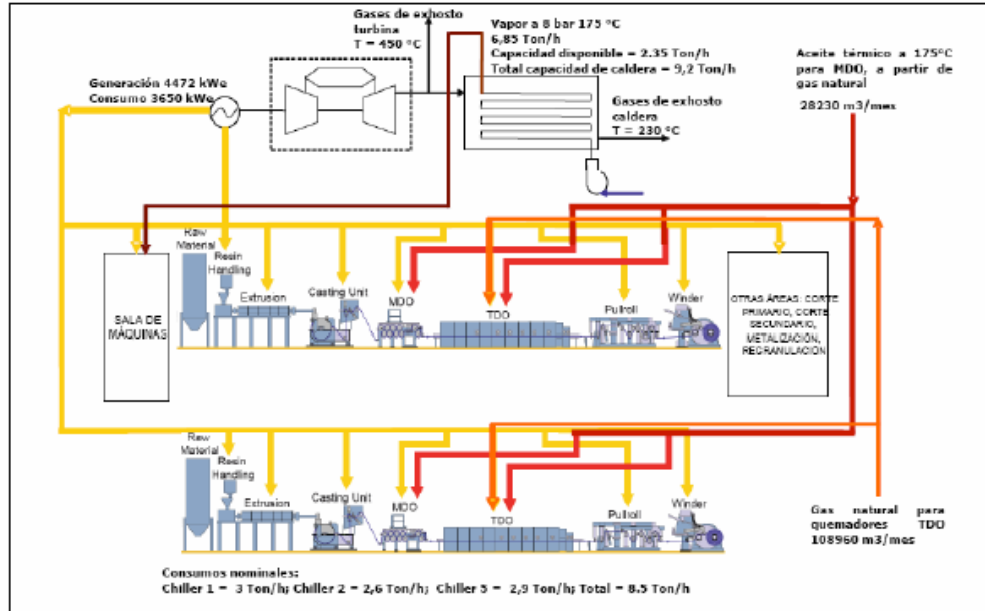 Gases de exhosto
turbina
T = 450 °C
Vapor a 8 bar 175 °C
6,85 Ton/h
Capacidad disponible = 2.35 Ton/h
Total capacidad de caldera = 9,2 Ton/h
Aceite térmico a 175°C
para MDO, a partir de
gas natural
28230 m3/mes
Generación 4472 kWe
Consumo 3650 kWe
Gases de exhosto
caldera
T = 230 °C
Raw
Material
Resin
Handling
Extrusion
Casting Unit
MDO
TDO
Pullroll
Winder
SALA DE
MÁQUINAS
OTRAS ÁREAS: CORTE
PRIMARIO, CORTE
SECUNDARIO,
METALIZACIÓN,
REGRANULACIÓN
Raw
Material
Resin
Handling
Extrusion
Casting Unit
MDO
TDO
Pullroll
Winder
Gas natural para
quemadores TDO
108960 m3/mes
Consumos nominales:
Chiller 1 = 3 Ton/h; Chiller 2 = 2,6 Ton/h; Chiller 5 = 2,9 Ton/h; Total = 8.5 Ton/h